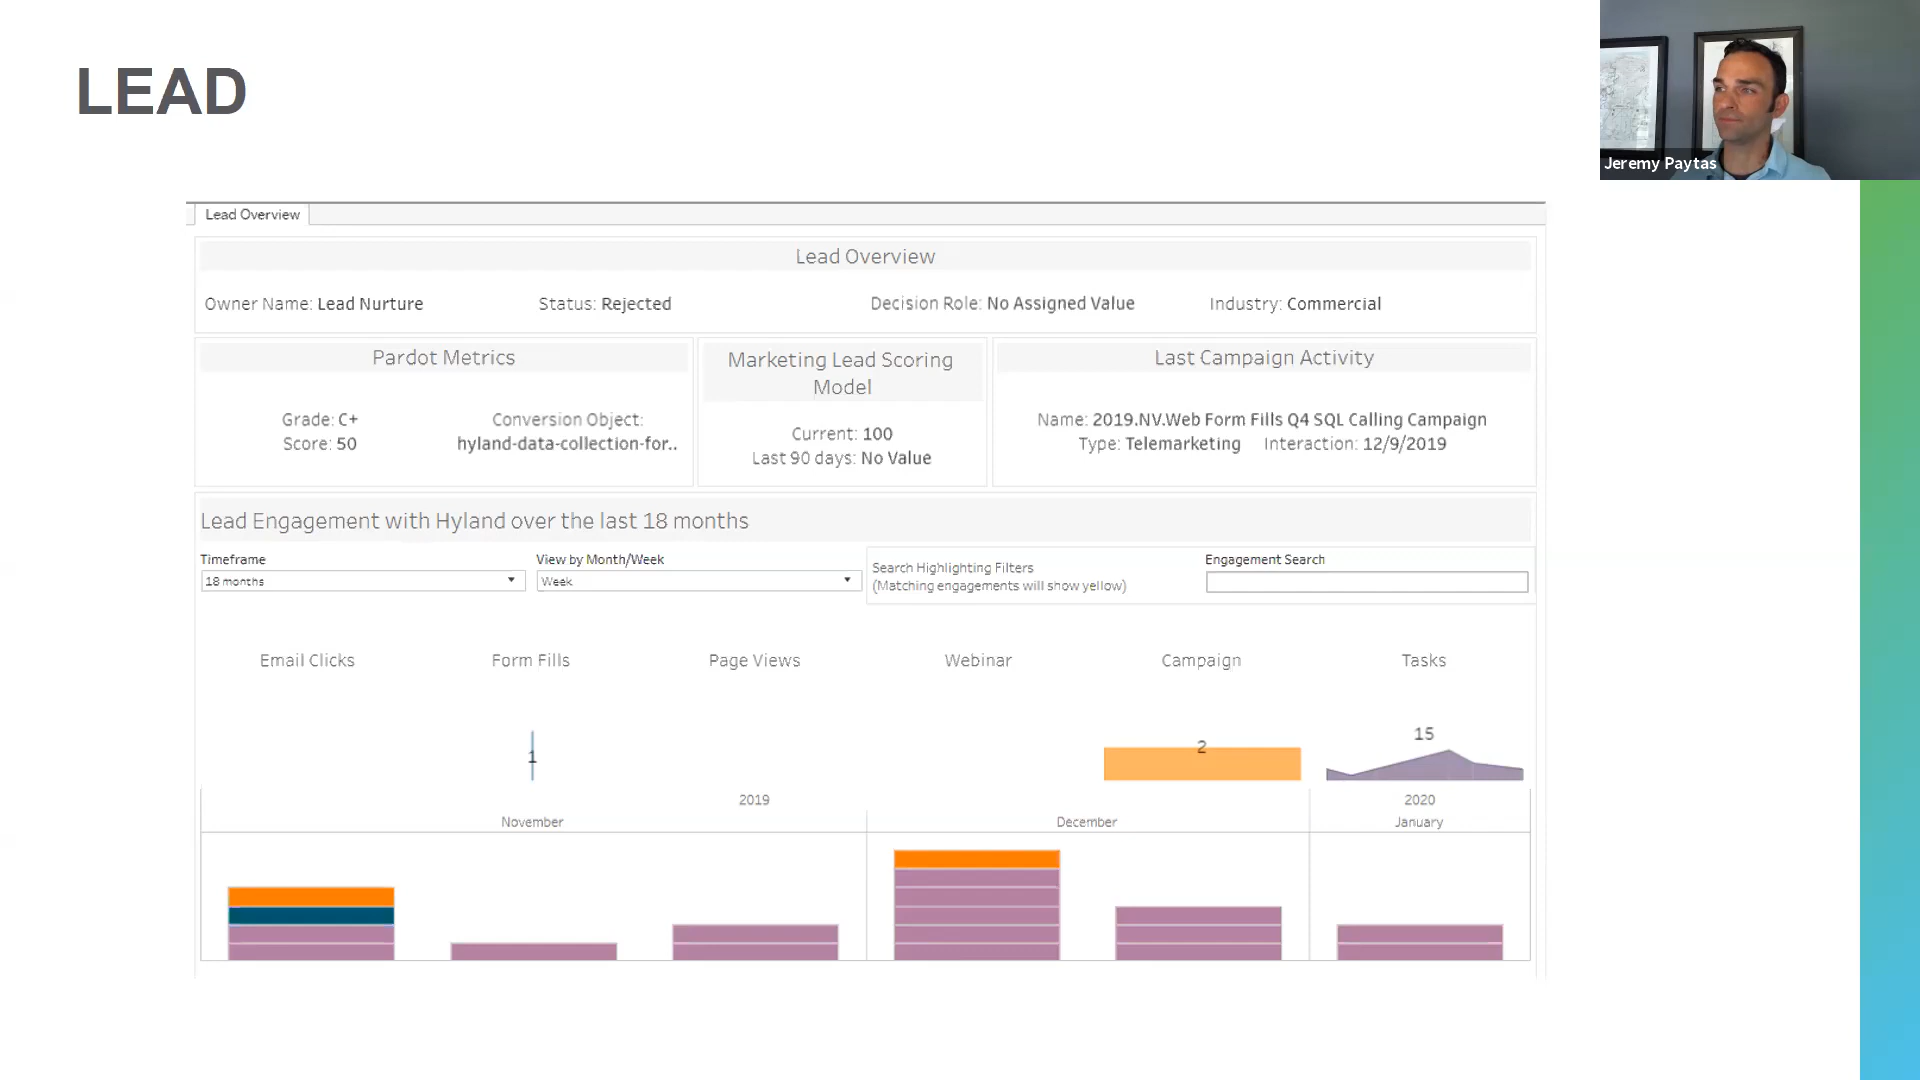 LEAD
Jeremy Paytas
Lead Overview
Lead Overview
Owner Name: Lead Nurture
Status: Rejected
Decision Role: No Assigned Value
Industry: Commercial
Pardot Metrics
Grade: C+
Score: 50
Conversion Object:
hyland-data-collection-for..
Marketing Lead Scoring
Model
Current: 100
Last 90 days: No Value
Last Campaign Activity
Name: 2019.NV.Web Form Fills Q4 SQL Calling Campaign
Type: Telemarketing Interaction: 12/9/2019
Lead Engagement with Hyland over the last 18 months
Timeframe
18 months
View by Month/Week
Week
Search Highlighting Filters
(Matching engagements will show yellow)
Engagement Search
Email Clicks
Form Fills
Page Views
Webinar
Campaign
Tasks
1
2
15
2019
2020
November
December
January